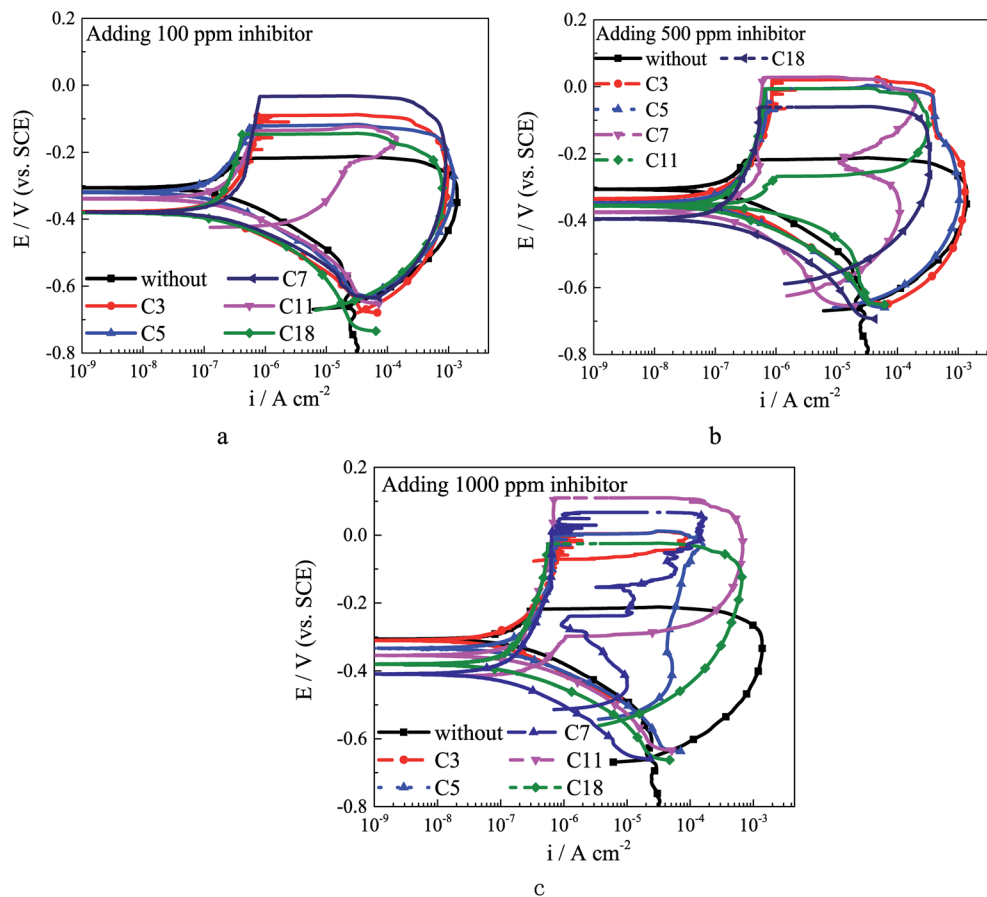 Adding 100 ppm inhibitor
E / V (vs. SCE)
0.2
0.0
-0.2
-0.4
-0.6
-0.8
without
C3
C5
C7
C11
C18
10⁻⁹ 10⁻⁸ 10⁻⁷ 10⁻⁶ 10⁻⁵ 10⁻⁴ 10⁻³
i / A cm⁻²
a
Adding 500 ppm inhibitor
E / V (vs. SCE)
0.2
0.0
-0.2
-0.4
-0.6
-0.8
without
C18
C3
C5
C7
C11
10⁻⁹ 10⁻⁸ 10⁻⁷ 10⁻⁶ 10⁻⁵ 10⁻⁴ 10⁻³
i / A cm⁻²
b
Adding 1000 ppm inhibitor
E / V (vs. SCE)
0.2
0.0
-0.2
-0.4
-0.6
-0.8
without
C3
C5
C7
C11
C18
10⁻⁹ 10⁻⁸ 10⁻⁷ 10⁻⁶ 10⁻⁵ 10⁻⁴ 10⁻³
i / A cm⁻²
c